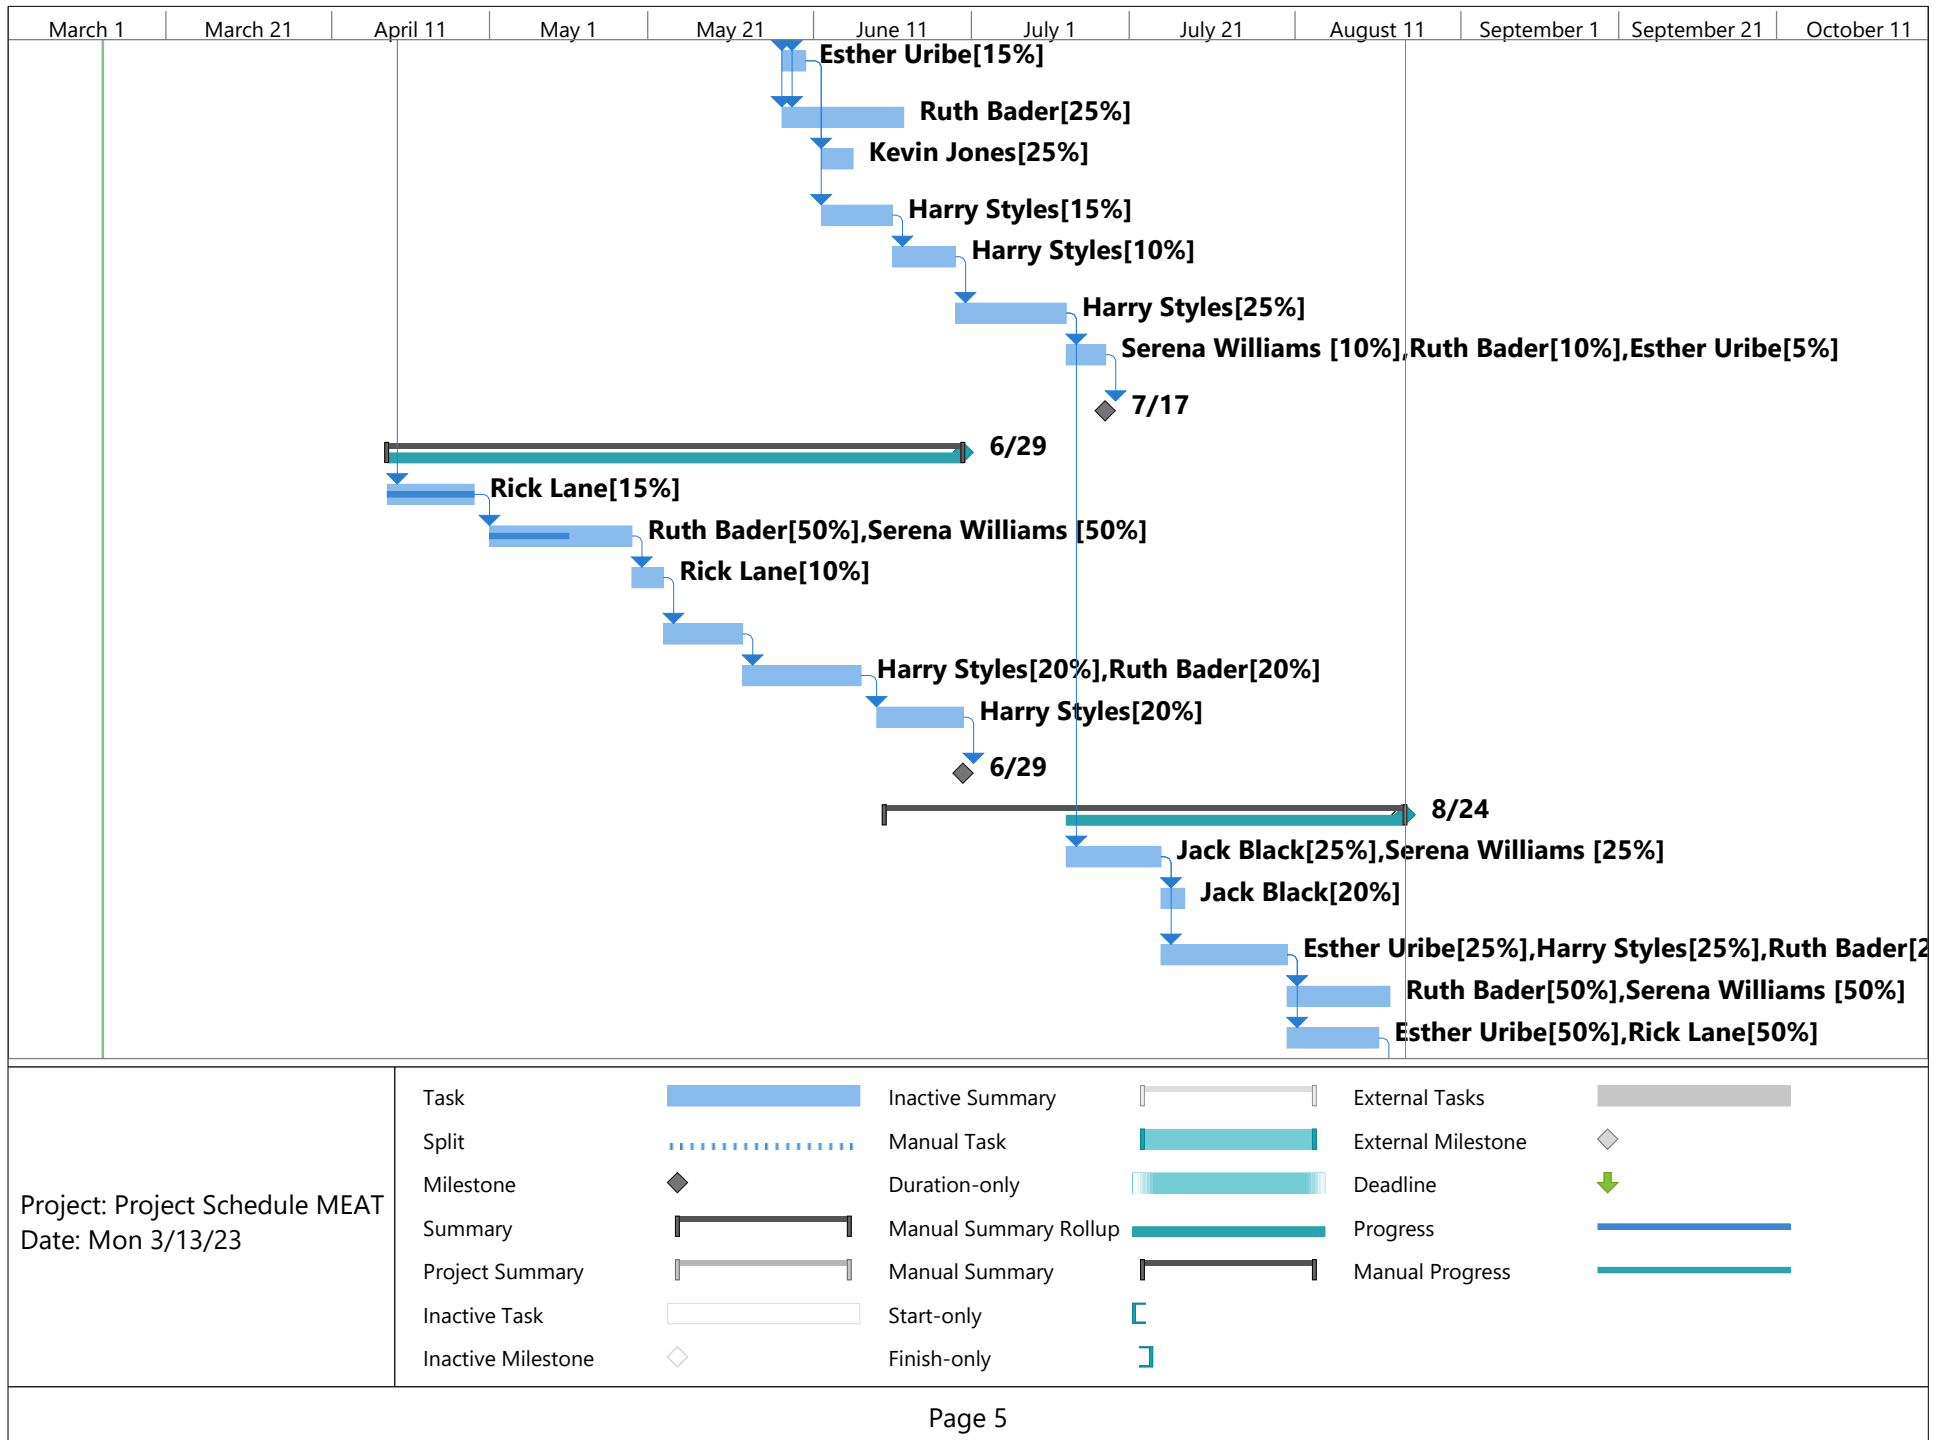 March 1 March 21 April 11 May 1 May 21 June 11 July 1 July 21 August 11 September 1 September 21 October 11
Esther Uribe[15%]
Ruth Bader[25%]
Kevin Jones[25%]
Harry Styles[15%]
Harry Styles[10%]
Harry Styles[25%]
Serena Williams [10%],Ruth Bader[10%],Esther Uribe[5%]
7/17
6/29
Rick Lane[15%]
Ruth Bader[50%],Serena Williams [50%]
Rick Lane[10%]
Harry Styles[20%],Ruth Bader[20%]
Harry Styles[20%]
6/29
8/24
Jack Black[25%],Serena Williams [25%]
Jack Black[20%]
Esther Uribe[25%],Harry Styles[25%],Ruth Bader[2
Ruth Bader[50%],Serena Williams [50%]
Esther Uribe[50%],Rick Lane[50%]
Project: Project Schedule MEAT
Date: Mon 3/13/23
Task
Split
Milestone
Summary
Project Summary
Inactive Task
Inactive Milestone
Inactive Summary
Manual Task
Duration-only
Manual Summary Rollup
Manual Summary
Start-only
Finish-only
External Tasks
External Milestone
Deadline
Progress
Manual Progress
Page 5